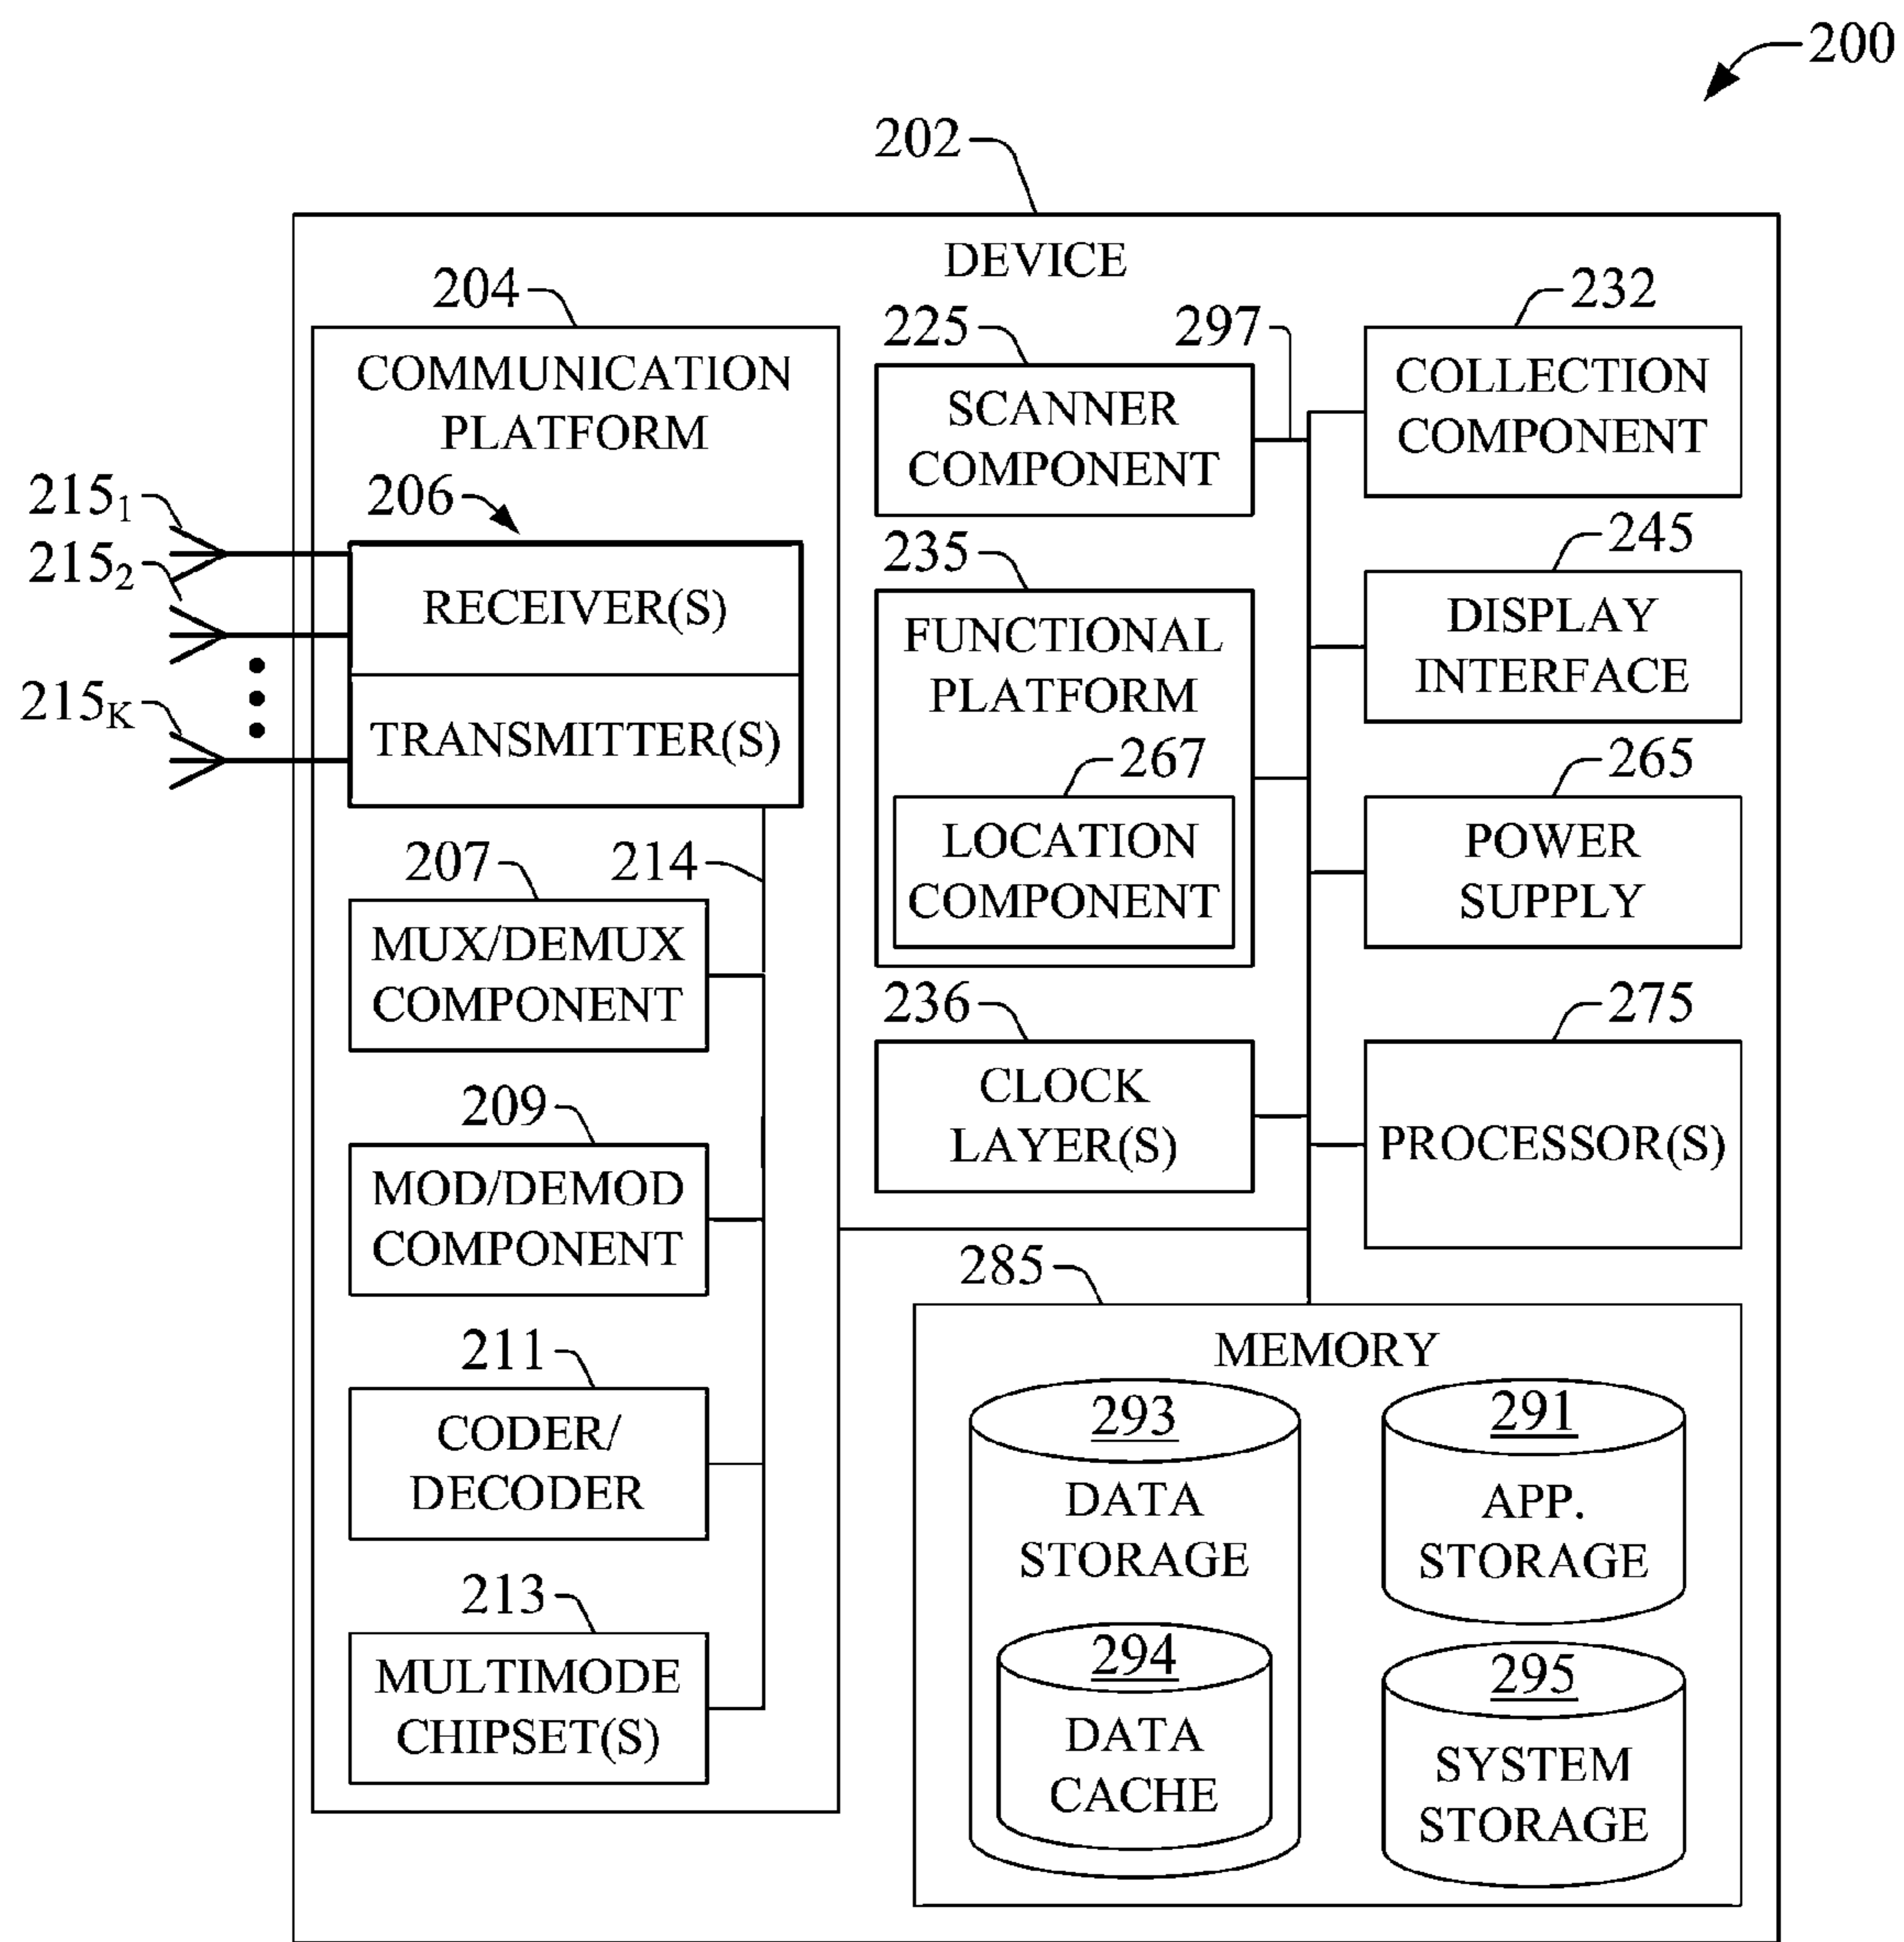 200
202
DEVICE
204
COMMUNICATION
PLATFORM
206
215₁
215₂
215K
RECEIVER(S)
TRANSMITTER(S)
207
214
MUX/DEMUX
COMPONENT
209
MOD/DEMOD
COMPONENT
211
CODER/
DECODER
213
MULTIMODE
CHIPSET(S)
225
297
SCANNER
COMPONENT
235
FUNCTIONAL
PLATFORM
267
LOCATION
COMPONENT
236
CLOCK
LAYER(S)
232
COLLECTION
COMPONENT
245
DISPLAY
INTERFACE
265
POWER
SUPPLY
275
PROCESSOR(S)
285
MEMORY
293
DATA
STORAGE
294
DATA
CACHE
291
APP.
STORAGE
295
SYSTEM
STORAGE